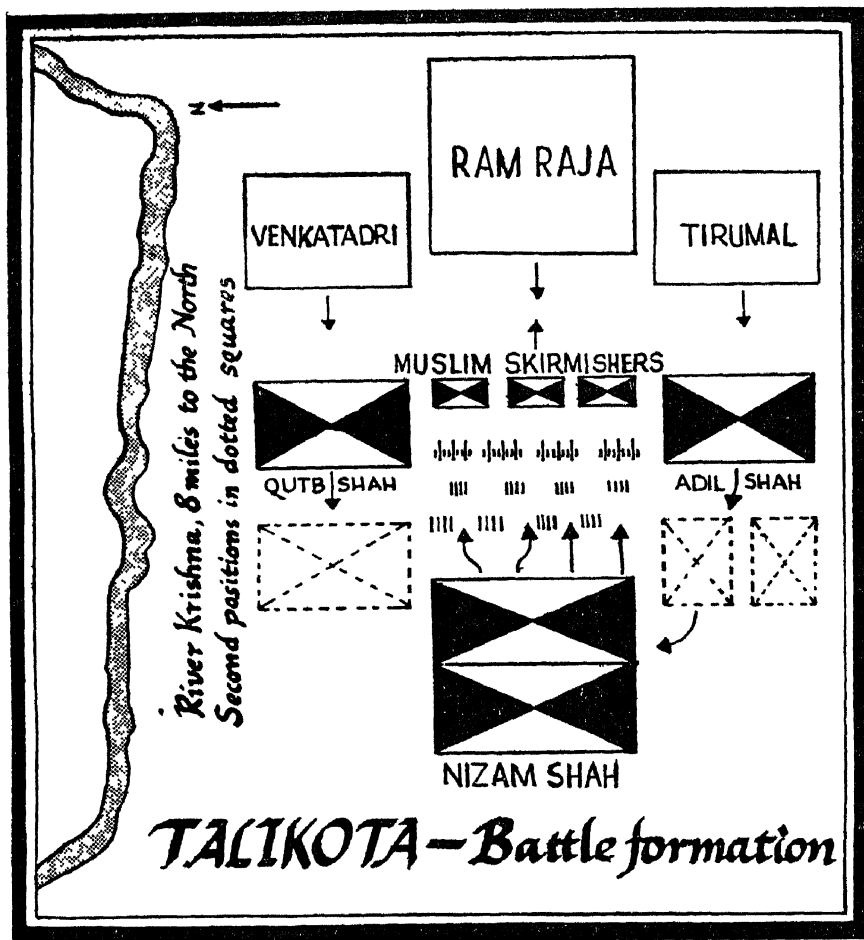 N
RAM RAJA
VENKATADRI
TIRUMAL
MUSLIM SKIRMISHERS
QUTB SHAH
ADIL SHAH
NIZAM SHAH
River Krishna, 8 miles to the North
Second positions in dotted squares
TALIKOTA – Battle formation